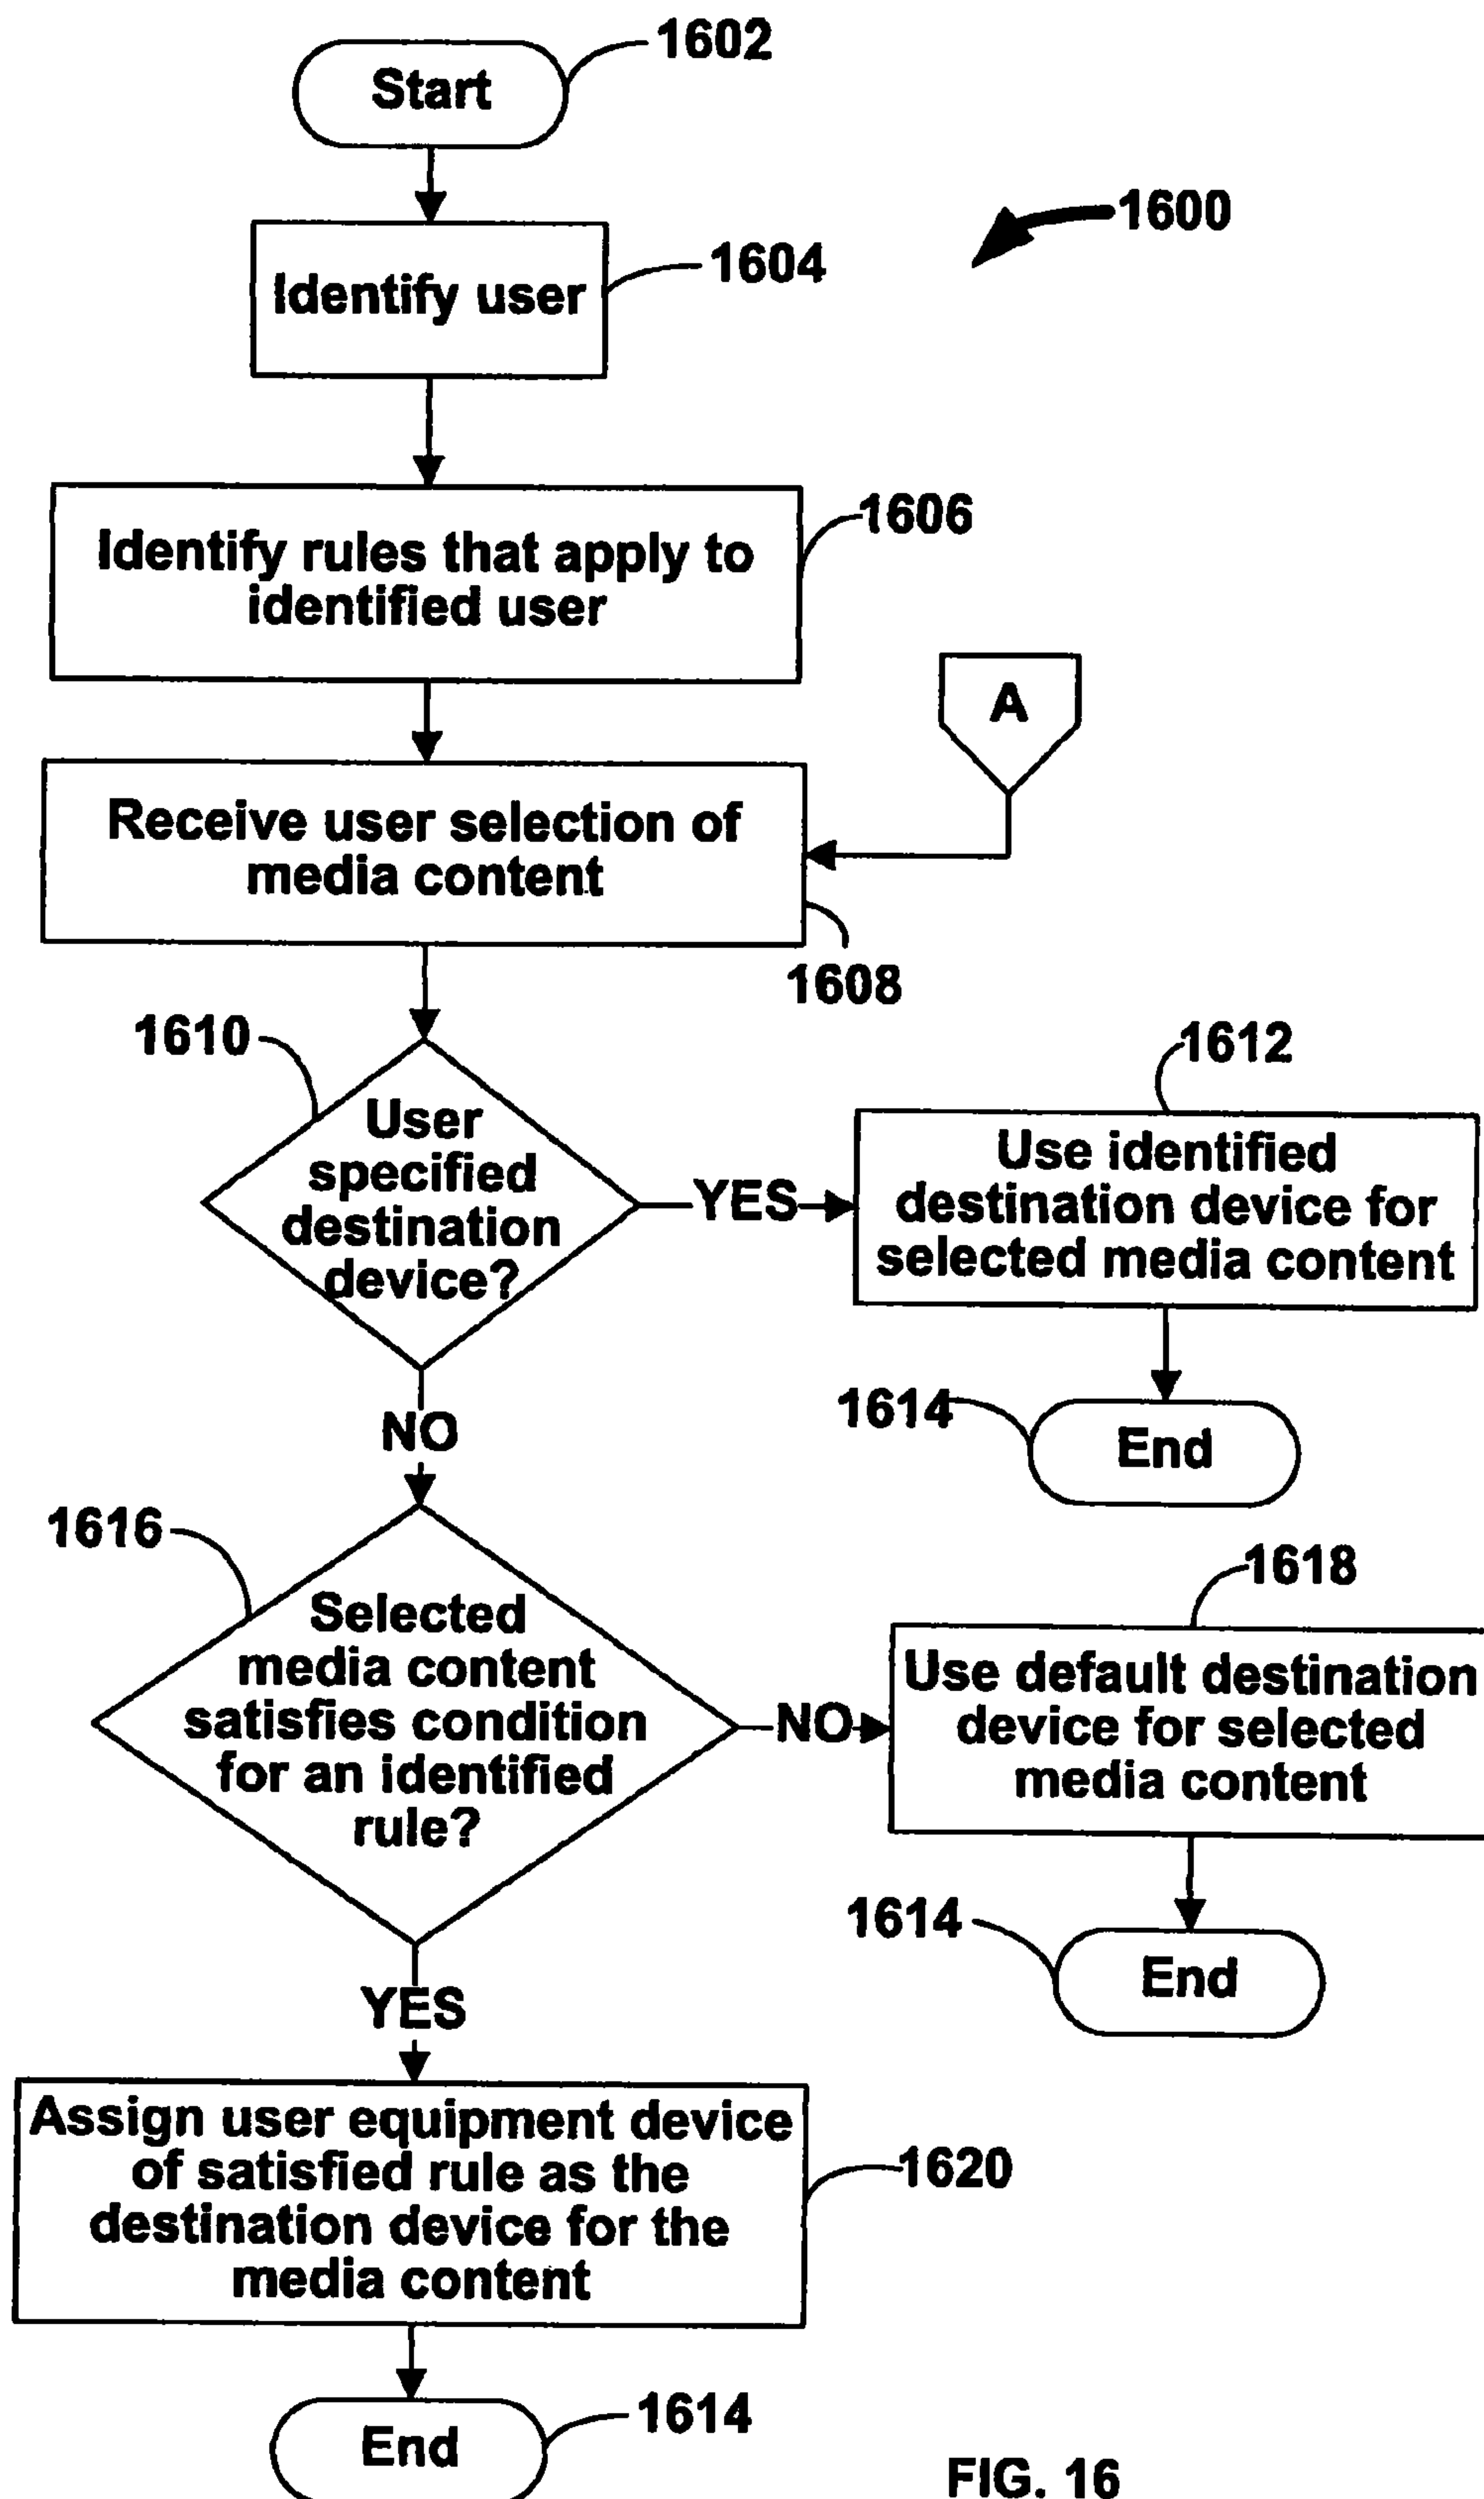 1602
Start
1600
1604
Identify user
1606
Identify rules that apply to
identified user
A
Receive user selection of
media content
1608
1610
User
specified
destination
device?
YES
1612
Use identified
destination device for
selected media content
1614
End
NO
1616
Selected
media content
satisfies condition
for an identified
rule?
NO
1618
Use default destination
device for selected
media content
1614
End
YES
Assign user equipment device
of satisfied rule as the
destination device for the
media content
1620
End
1614
FIG. 16